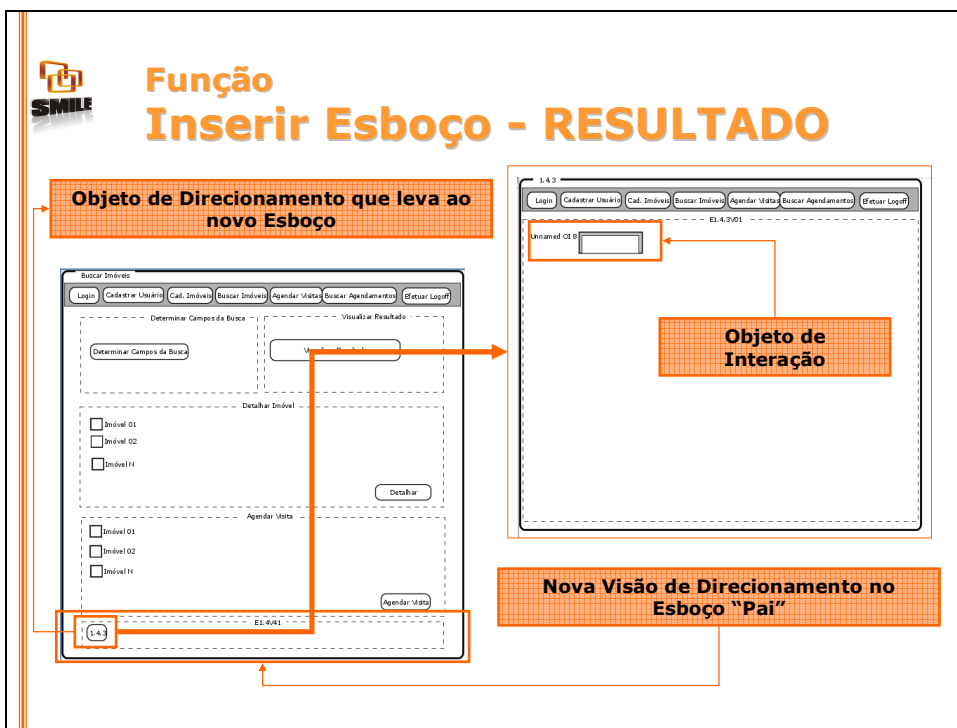 SMILE
Função
Inserir Esboço - RESULTADO
Objeto de Direcionamento que leva ao
novo Esboço
Buscar Imóveis
Login
Cadastrar Usuário
Cad. Imóveis
Buscar Imóveis
Agendar Visitas
Buscar Agendamentos
Efetuar Logoff
Determinar Campos da Busca
Visualizar Resultado
Determinar Campos da Busca
Detalhar Imóvel
Imóvel 01
Imóvel 02
Imóvel N
Detalhar
Agendar Visita
Imóvel 01
Imóvel 02
Imóvel N
Agendar Visita
E1.4V41
1.4.3
1.4.3
Login
Cadastrar Usuário
Cad. Imóveis
Buscar Imóveis
Agendar Visitas
Buscar Agendamentos
Efetuar Logoff
E1.4.3V01
Unnamed OI 8
Objeto de
Interação
Nova Visão de Direcionamento no
Esboço “Pai”